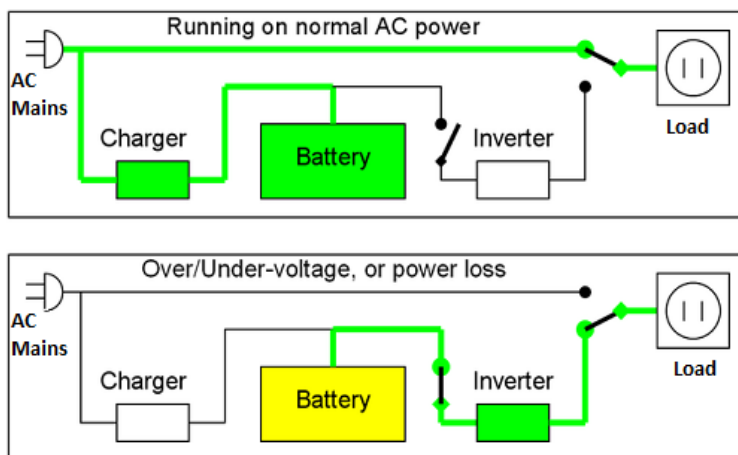 Running on normal AC power
AC
Mains
Charger
Battery
Inverter
Load
Over/Under-voltage, or power loss
AC
Mains
Charger
Battery
Inverter
Load